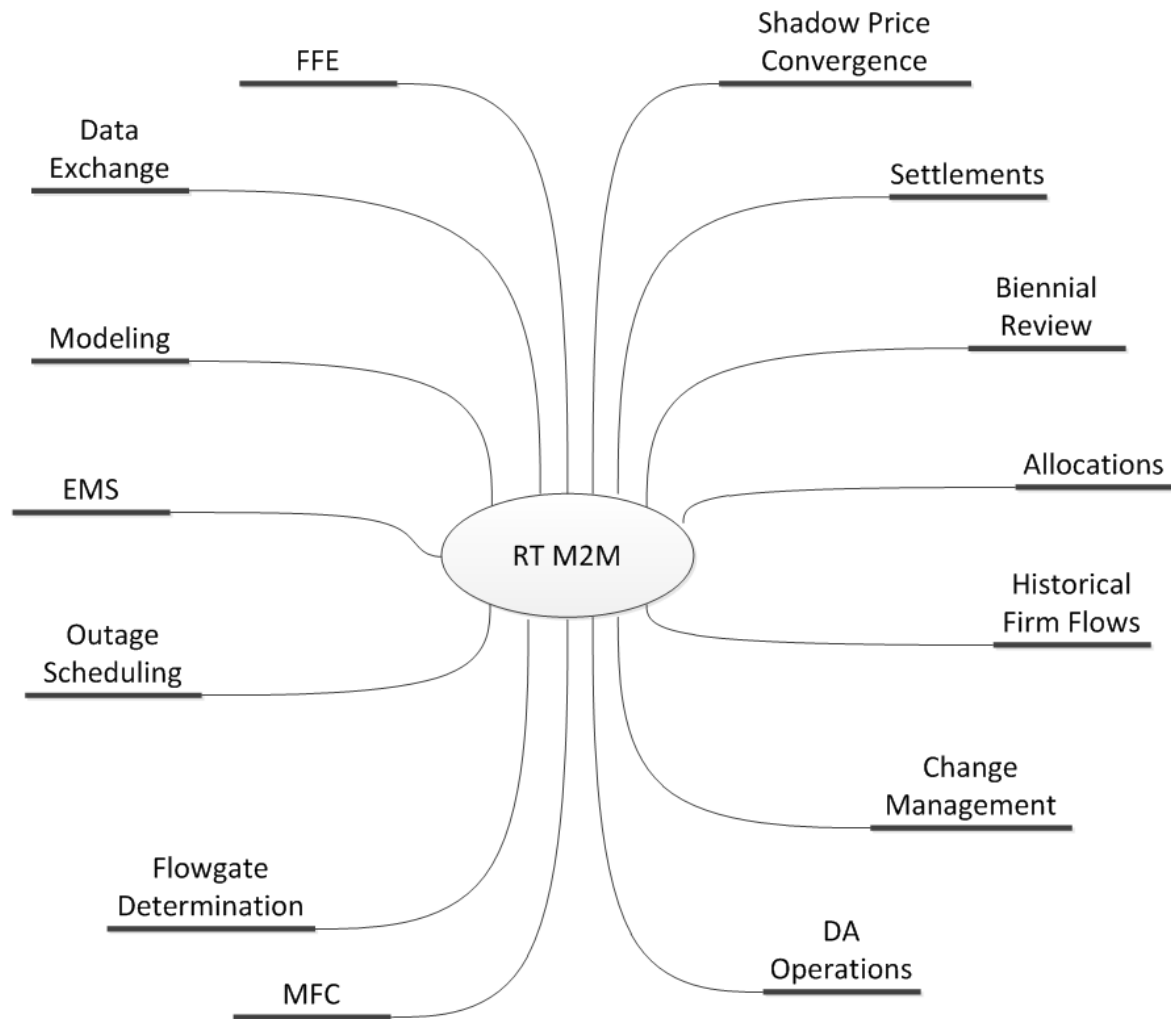 Shadow Price
Convergence
FFE
Data
Exchange
Settlements
Biennial
Review
Modeling
Allocations
EMS
RT M2M
Historical
Firm Flows
Outage
Scheduling
Change
Management
Flowgate
Determination
DA
Operations
MFC